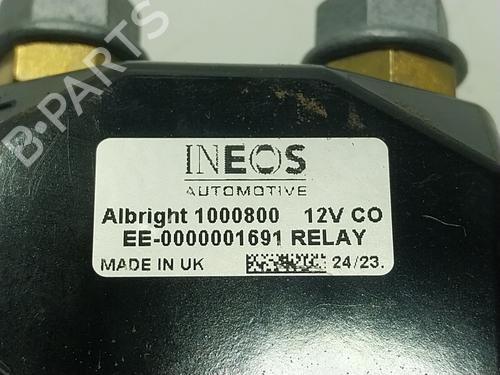 INEOS
AUTOMOTIVE
Albright 1000800 12V CO
EE-0000001691 RELAY
MADE IN UK 24/23.
B-PARTS